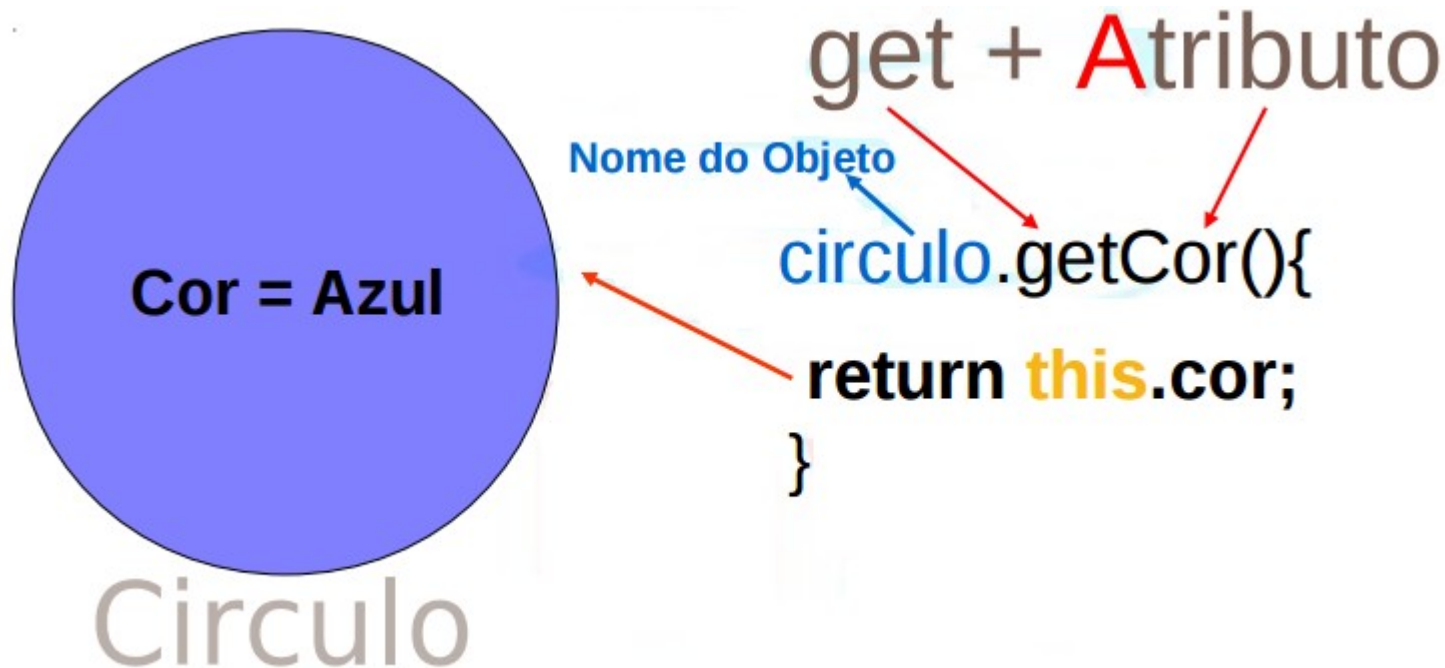 get + Atributo
Nome do Objeto
circulo.getCor(){
Cor = Azul
return this.cor;
}
Circulo